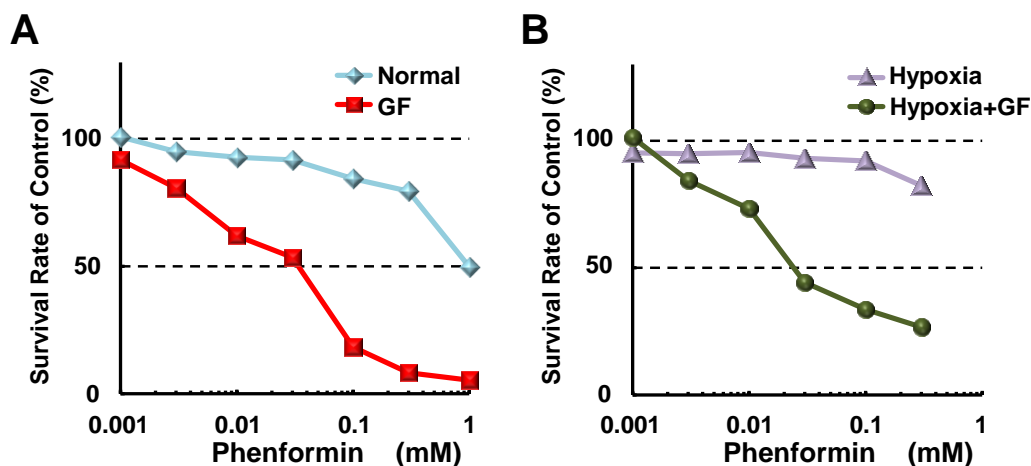 A
Survival Rate of Control (%)
Normal
GF
100
50
0
0.001 0.01 0.1 1
Phenformin (mM)
B
Survival Rate of Control (%)
Hypoxia
Hypoxia+GF
100
50
0
0.001 0.01 0.1 1
Phenformin (mM)